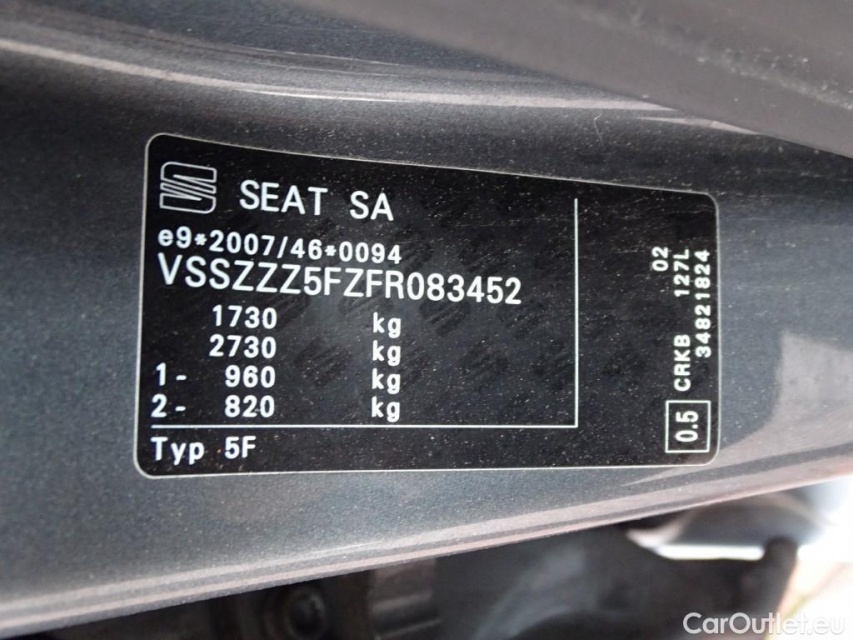 SEAT SA
e9*2007/46*0094
VSSZZZ5FZFR083452
1730 kg
2730 kg
1- 960 kg
2- 820 kg
Typ 5F
02
CRKB 127L
34821824
0.5
CarOutlet.eu